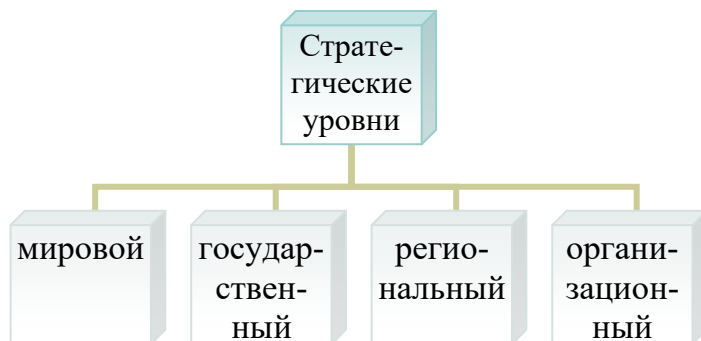 Страте-
гические
уровни
мировой
государ-
ствен-
ный
регио-
нальный
органи-
зацион-
ный